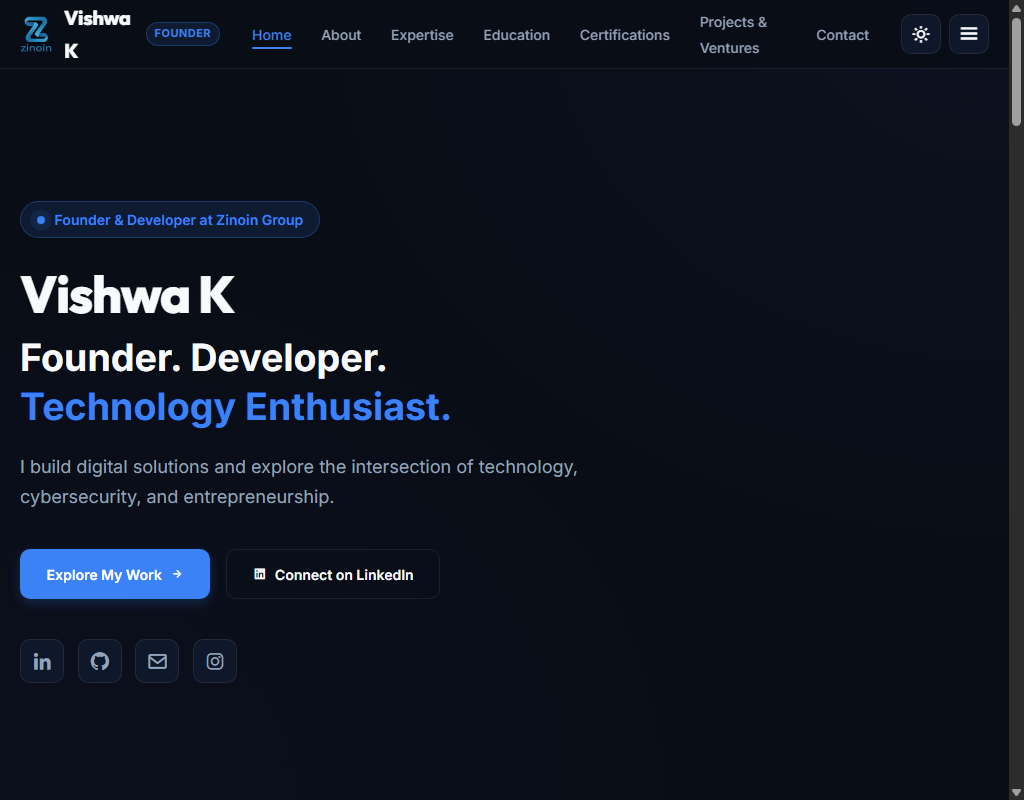 zinoin
Vishwa
K
FOUNDER
Home
About
Expertise
Education
Certifications
Projects &
Ventures
Contact
Founder & Developer at Zinoin Group
Vishwa K
Founder. Developer.
Technology Enthusiast.
I build digital solutions and explore the intersection of technology,
cybersecurity, and entrepreneurship.
Explore My Work →
in Connect on LinkedIn
in